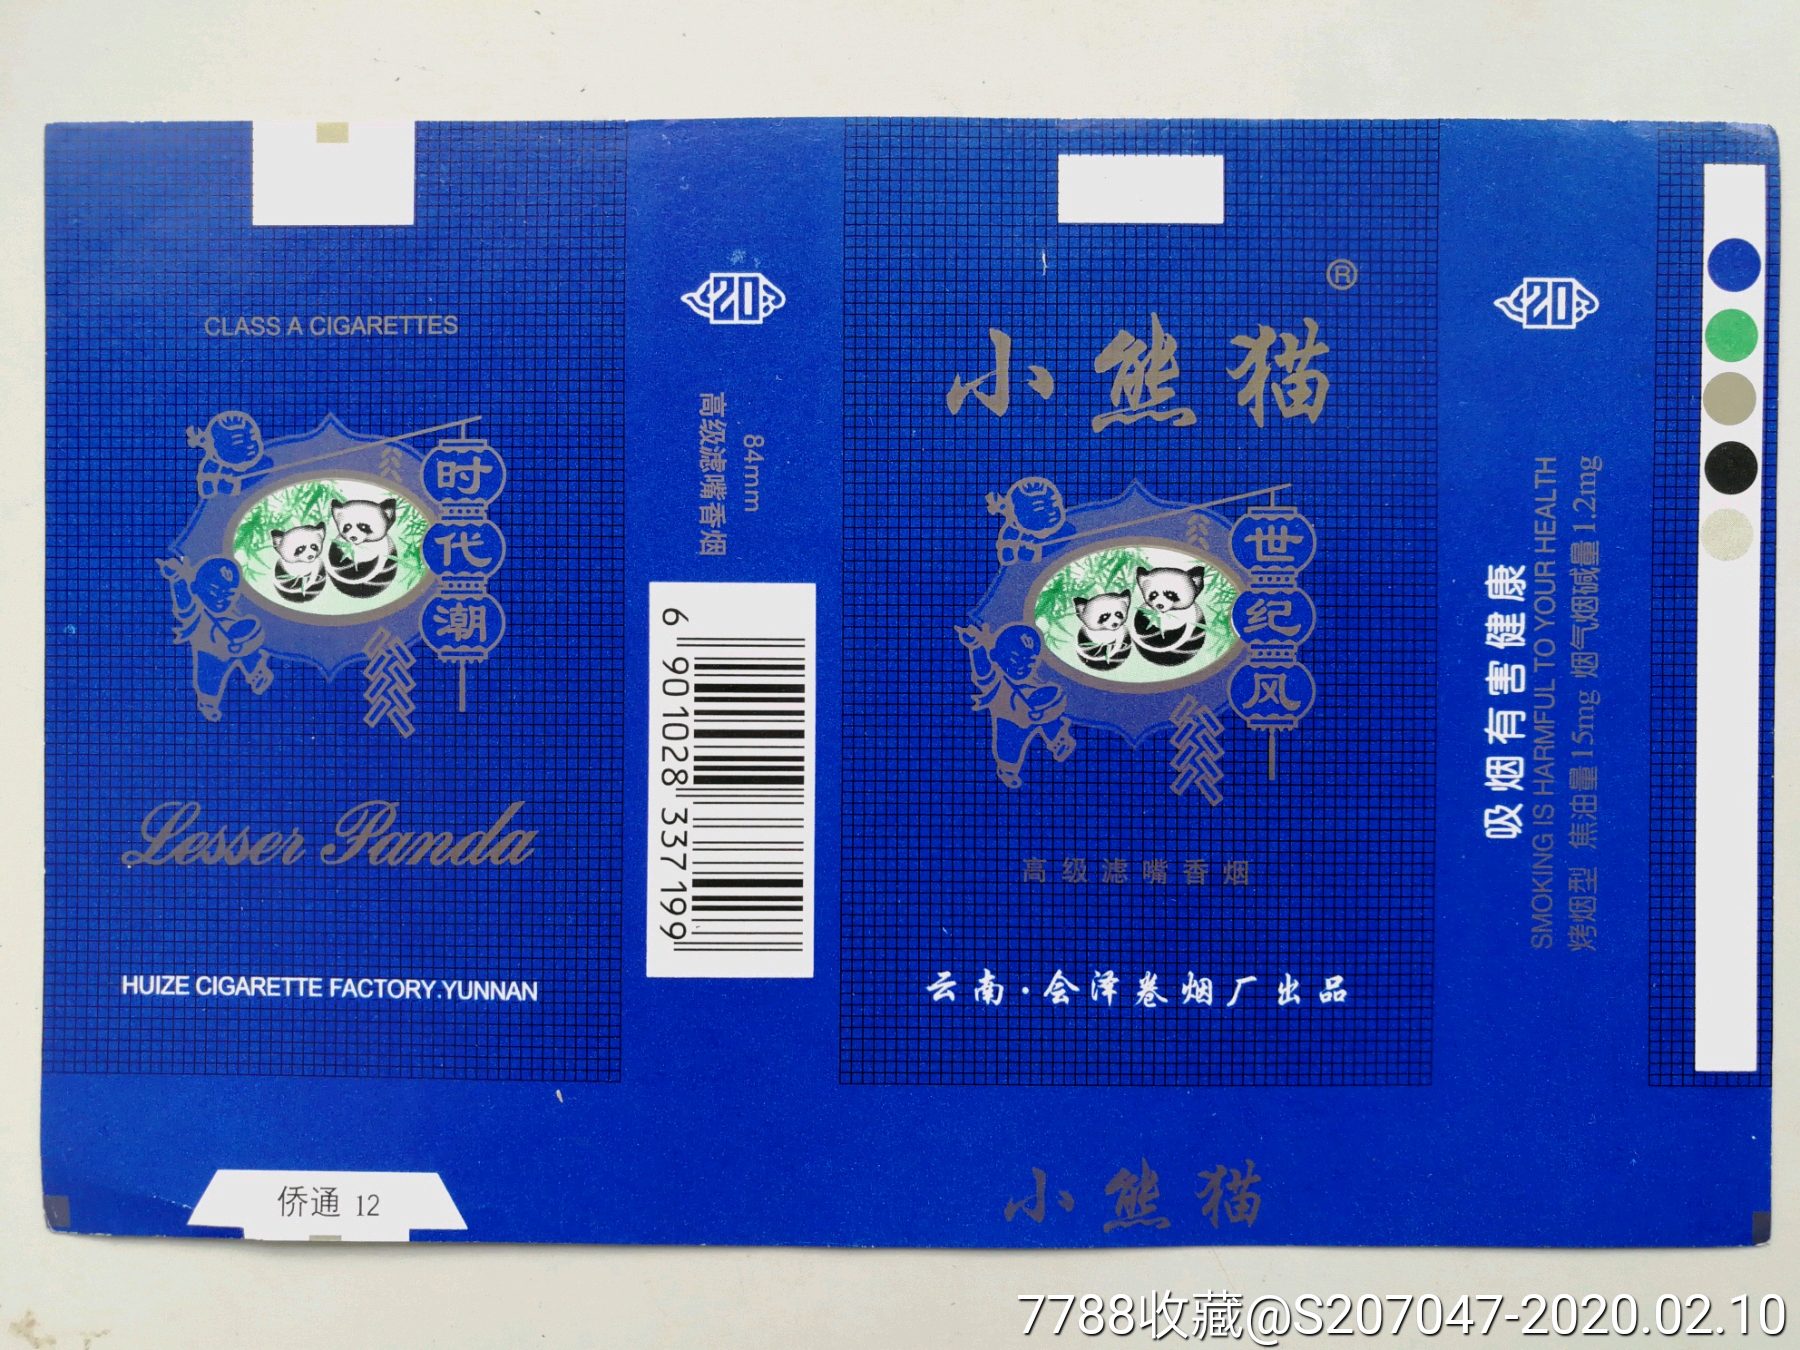 CLASS A CIGARETTES
时代潮
Lesser Panda
HUIZE CIGARETTE FACTORY.YUNNAN
侨通 12
20
84mm
高级滤嘴香烟
6 901028 337199
小熊猫®
世纪风
高级滤嘴香烟
云南·会泽卷烟厂出品
小熊猫
20
吸烟有害健康
SMOKING IS HARMFUL TO YOUR HEALTH
烤烟型 焦油量15mg 烟气烟碱量1.2mg
7788收藏@S207047-2020.02.10